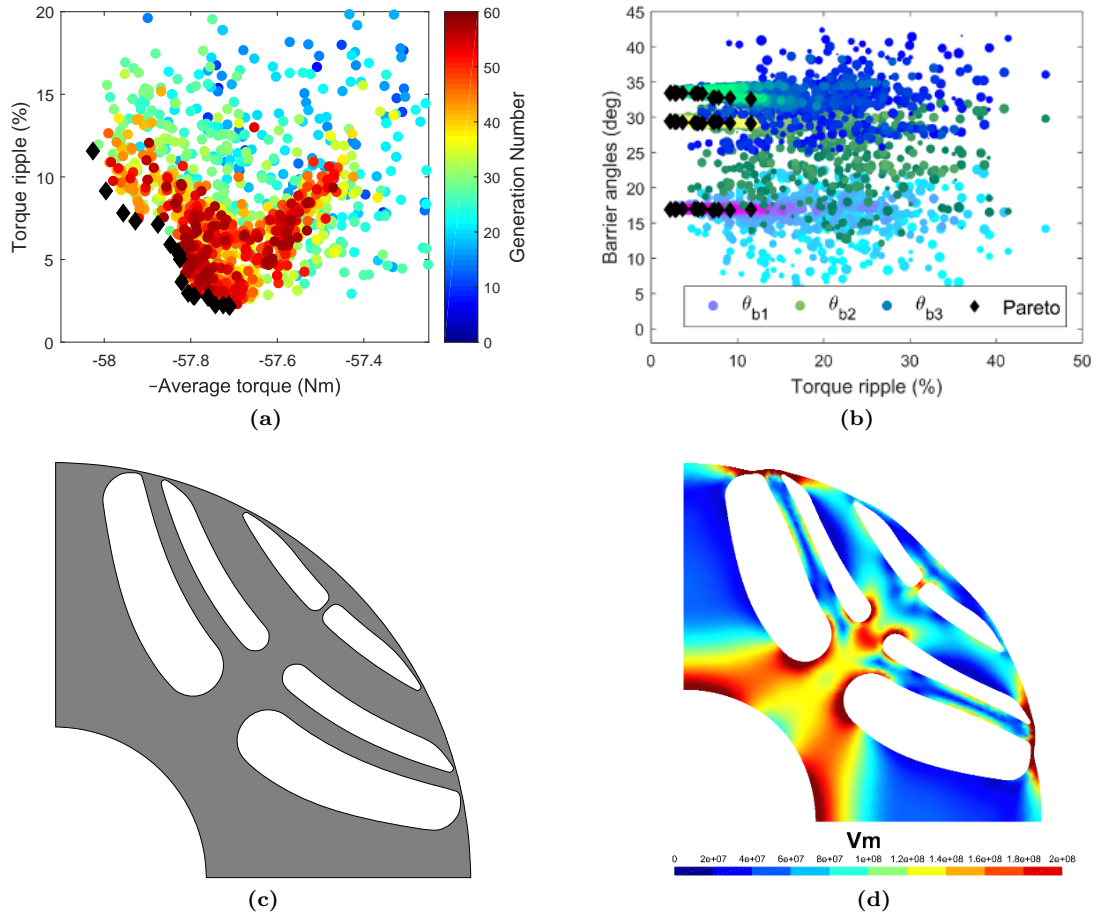 20
15
10
5
0
-58
-57.8
-57.6
-57.4
Torque ripple (%)
−Average torque (Nm)
60
50
40
30
20
10
0
Generation Number
(a)
45
40
35
30
25
20
15
10
5
0
0
10
20
30
40
50
Barrier angles (deg)
θb1 θb2 θb3 Pareto
Torque ripple (%)
(b)
(c)
Vm
0 2e+07 4e+07 6e+07 8e+07 1e+08 1.2e+08 1.4e+08 1.6e+08 1.8e+08 2e+08
(d)